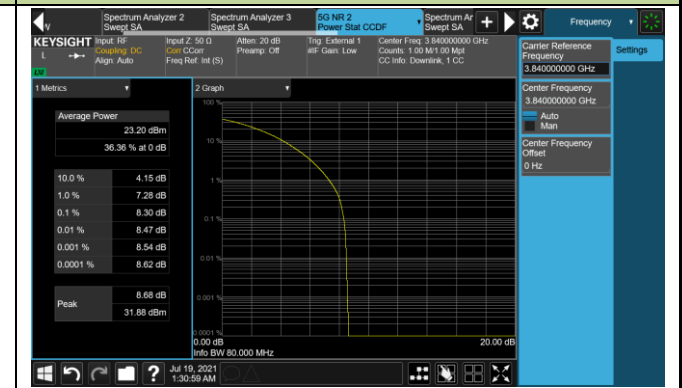 Spectrum Analyzer 2
Swept SA
Spectrum Analyzer 3
Swept SA
5G NR 2
Power Stat CCDF
Spectrum Ar
Swept SA
Frequency
KEYSIGHT
L
Input: RF
Coupling: DC
Align: Auto
Input Z: 50 Ω
Corr CCorr
Freq Ref: Int (S)
Atten: 20 dB
Preamp: Off
Trig: External 1
#IF Gain: Low
Center Freq: 3.840000000 GHz
Counts: 1.00 M/1.00 Mpt
CC Info: Downlink, 1 CC
Carrier Reference
Frequency
3.840000000 GHz
Settings
Center Frequency
3.840000000 GHz
Auto
Man
Center Frequency
Offset
0 Hz
1 Metrics
Average Power
23.20 dBm
36.36 % at 0 dB
10.0 % 4.15 dB
1.0 % 7.28 dB
0.1 % 8.30 dB
0.01 % 8.47 dB
0.001 % 8.54 dB
0.0001 % 8.62 dB
Peak
8.68 dB
31.88 dBm
2 Graph
100 %
10 %
1 %
0.1 %
0.01 %
0.001 %
0.0001 %
0.00 dB 20.00 dB
Info BW 80.000 MHz
?
Jul 19, 2021
1:30:59 AM